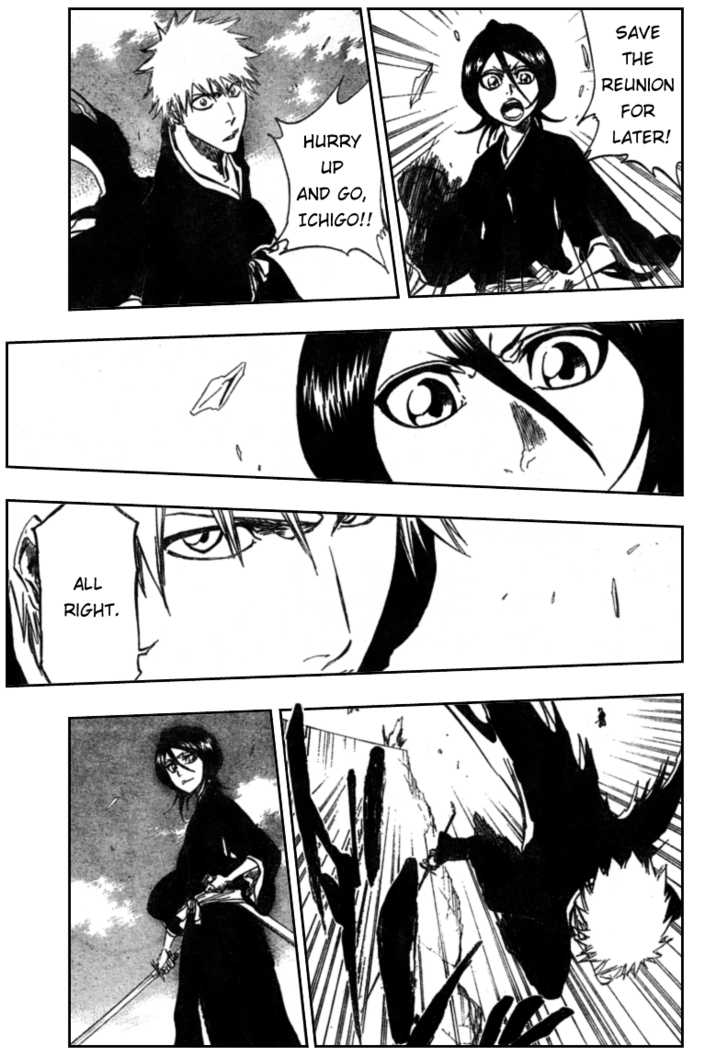 SAVE
THE
REUNION
FOR
LATER!
HURRY
UP
AND GO,
ICHIGO!!
ALL
RIGHT.